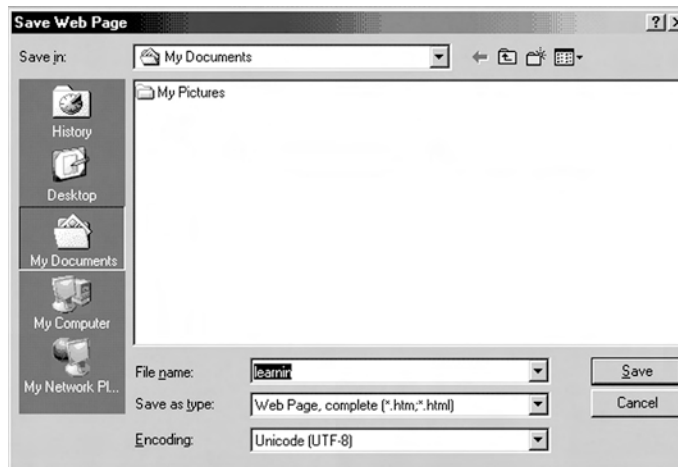 Save Web Page
Save in: My Documents
My Pictures
History
Desktop
My Documents
My Computer
My Network Pl...
File name: learnin Save
Save as type: Web Page, complete (*.htm;*.html) Cancel
Encoding: Unicode (UTF-8)